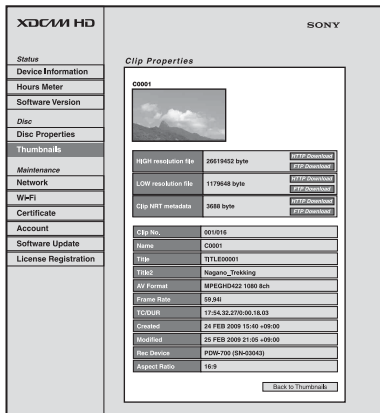 XDCAM HD
SONY
Status
Device Information
Hours Meter
Software Version
Disc
Disc Properties
Thumbnails
Maintenance
Network
Wi-Fi
Certificate
Account
Software Update
License Registration
Clip Properties
C0001
HIGH resolution file 26619452 byte HTTP Download
FTP Download
LOW resolution file 1179648 byte HTTP Download
FTP Download
Clip NRT metadata 3688 byte HTTP Download
FTP Download
Clip No. 001/016
Name C0001
Title TITLE00001
Title2 Nagano_Trekking
AV Format MPEGHD422 1080 8ch
Frame Rate 59,94i
TC/DUR 17:54.32.27/0:00.16.03
Created 24 FEB 2009 15:40 +09:00
Modified 25 FEB 2009 21:05 +09:00
Rec Device PDW-700 (SN-03043)
Aspect Ratio 16:9
Back to Thumbnails